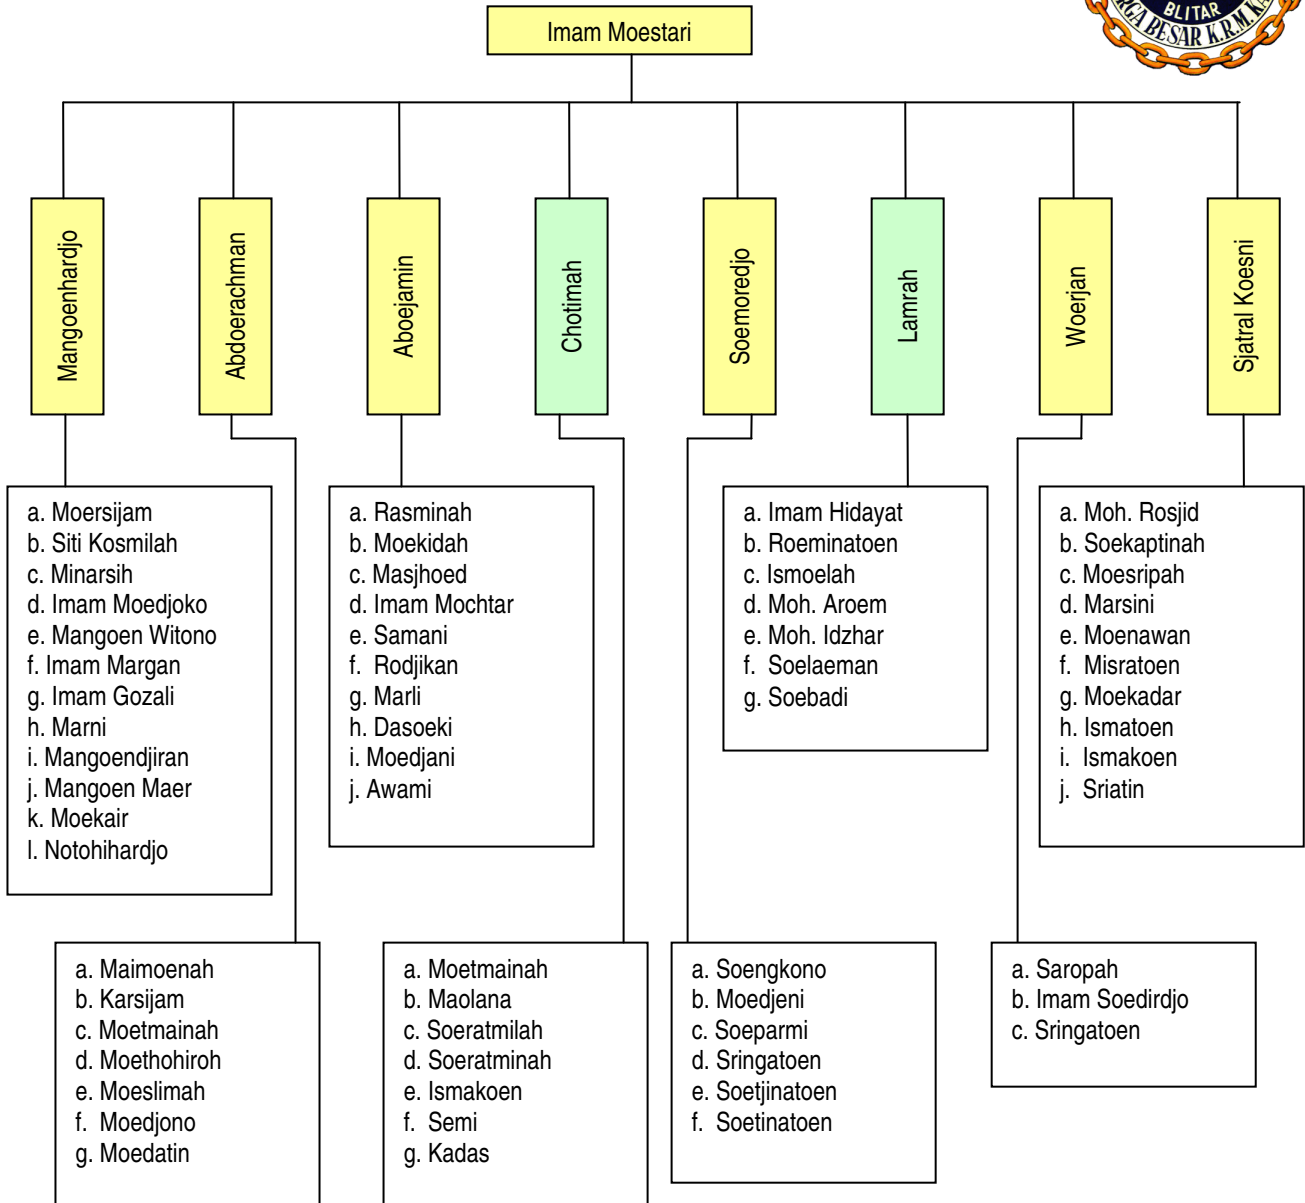 Imam Moestari
BLITAR
BESAR K.R.M.
Mangoenhardjo
Abdoerachman
Aboejamin
Chotimah
Soemoredjo
Lamrah
Woerjan
Sjatral Koesni
a. Moersijam
b. Siti Kosmilah
c. Minarsih
d. Imam Moedjoko
e. Mangoen Witono
f. Imam Margan
g. Imam Gozali
h. Marni
i. Mangoendjiran
j. Mangoen Maer
k. Moekair
l. Notohihardjo
a. Rasminah
b. Moekidah
c. Masjhoed
d. Imam Mochtar
e. Samani
f. Rodjikan
g. Marli
h. Dasoeki
i. Moedjani
j. Awami
a. Imam Hidayat
b. Roeminatoen
c. Ismoelah
d. Moh. Aroem
e. Moh. Idzhar
f. Soelaeman
g. Soebadi
a. Moh. Rosjid
b. Soekaptinah
c. Moesripah
d. Marsini
e. Moenawan
f. Misratoen
g. Moekadar
h. Ismatoen
i. Ismakoen
j. Sriatin
a. Maimoenah
b. Karsijam
c. Moetmainah
d. Moethohiroh
e. Moeslimah
f. Moedjono
g. Moedatin
a. Moetmainah
b. Maolana
c. Soeratmilah
d. Soeratminah
e. Ismakoen
f. Semi
g. Kadas
a. Soengkono
b. Moedjeni
c. Soeparmi
d. Sringatoen
e. Soetjinatoen
f. Soetinatoen
a. Saropah
b. Imam Soedirdjo
c. Sringatoen